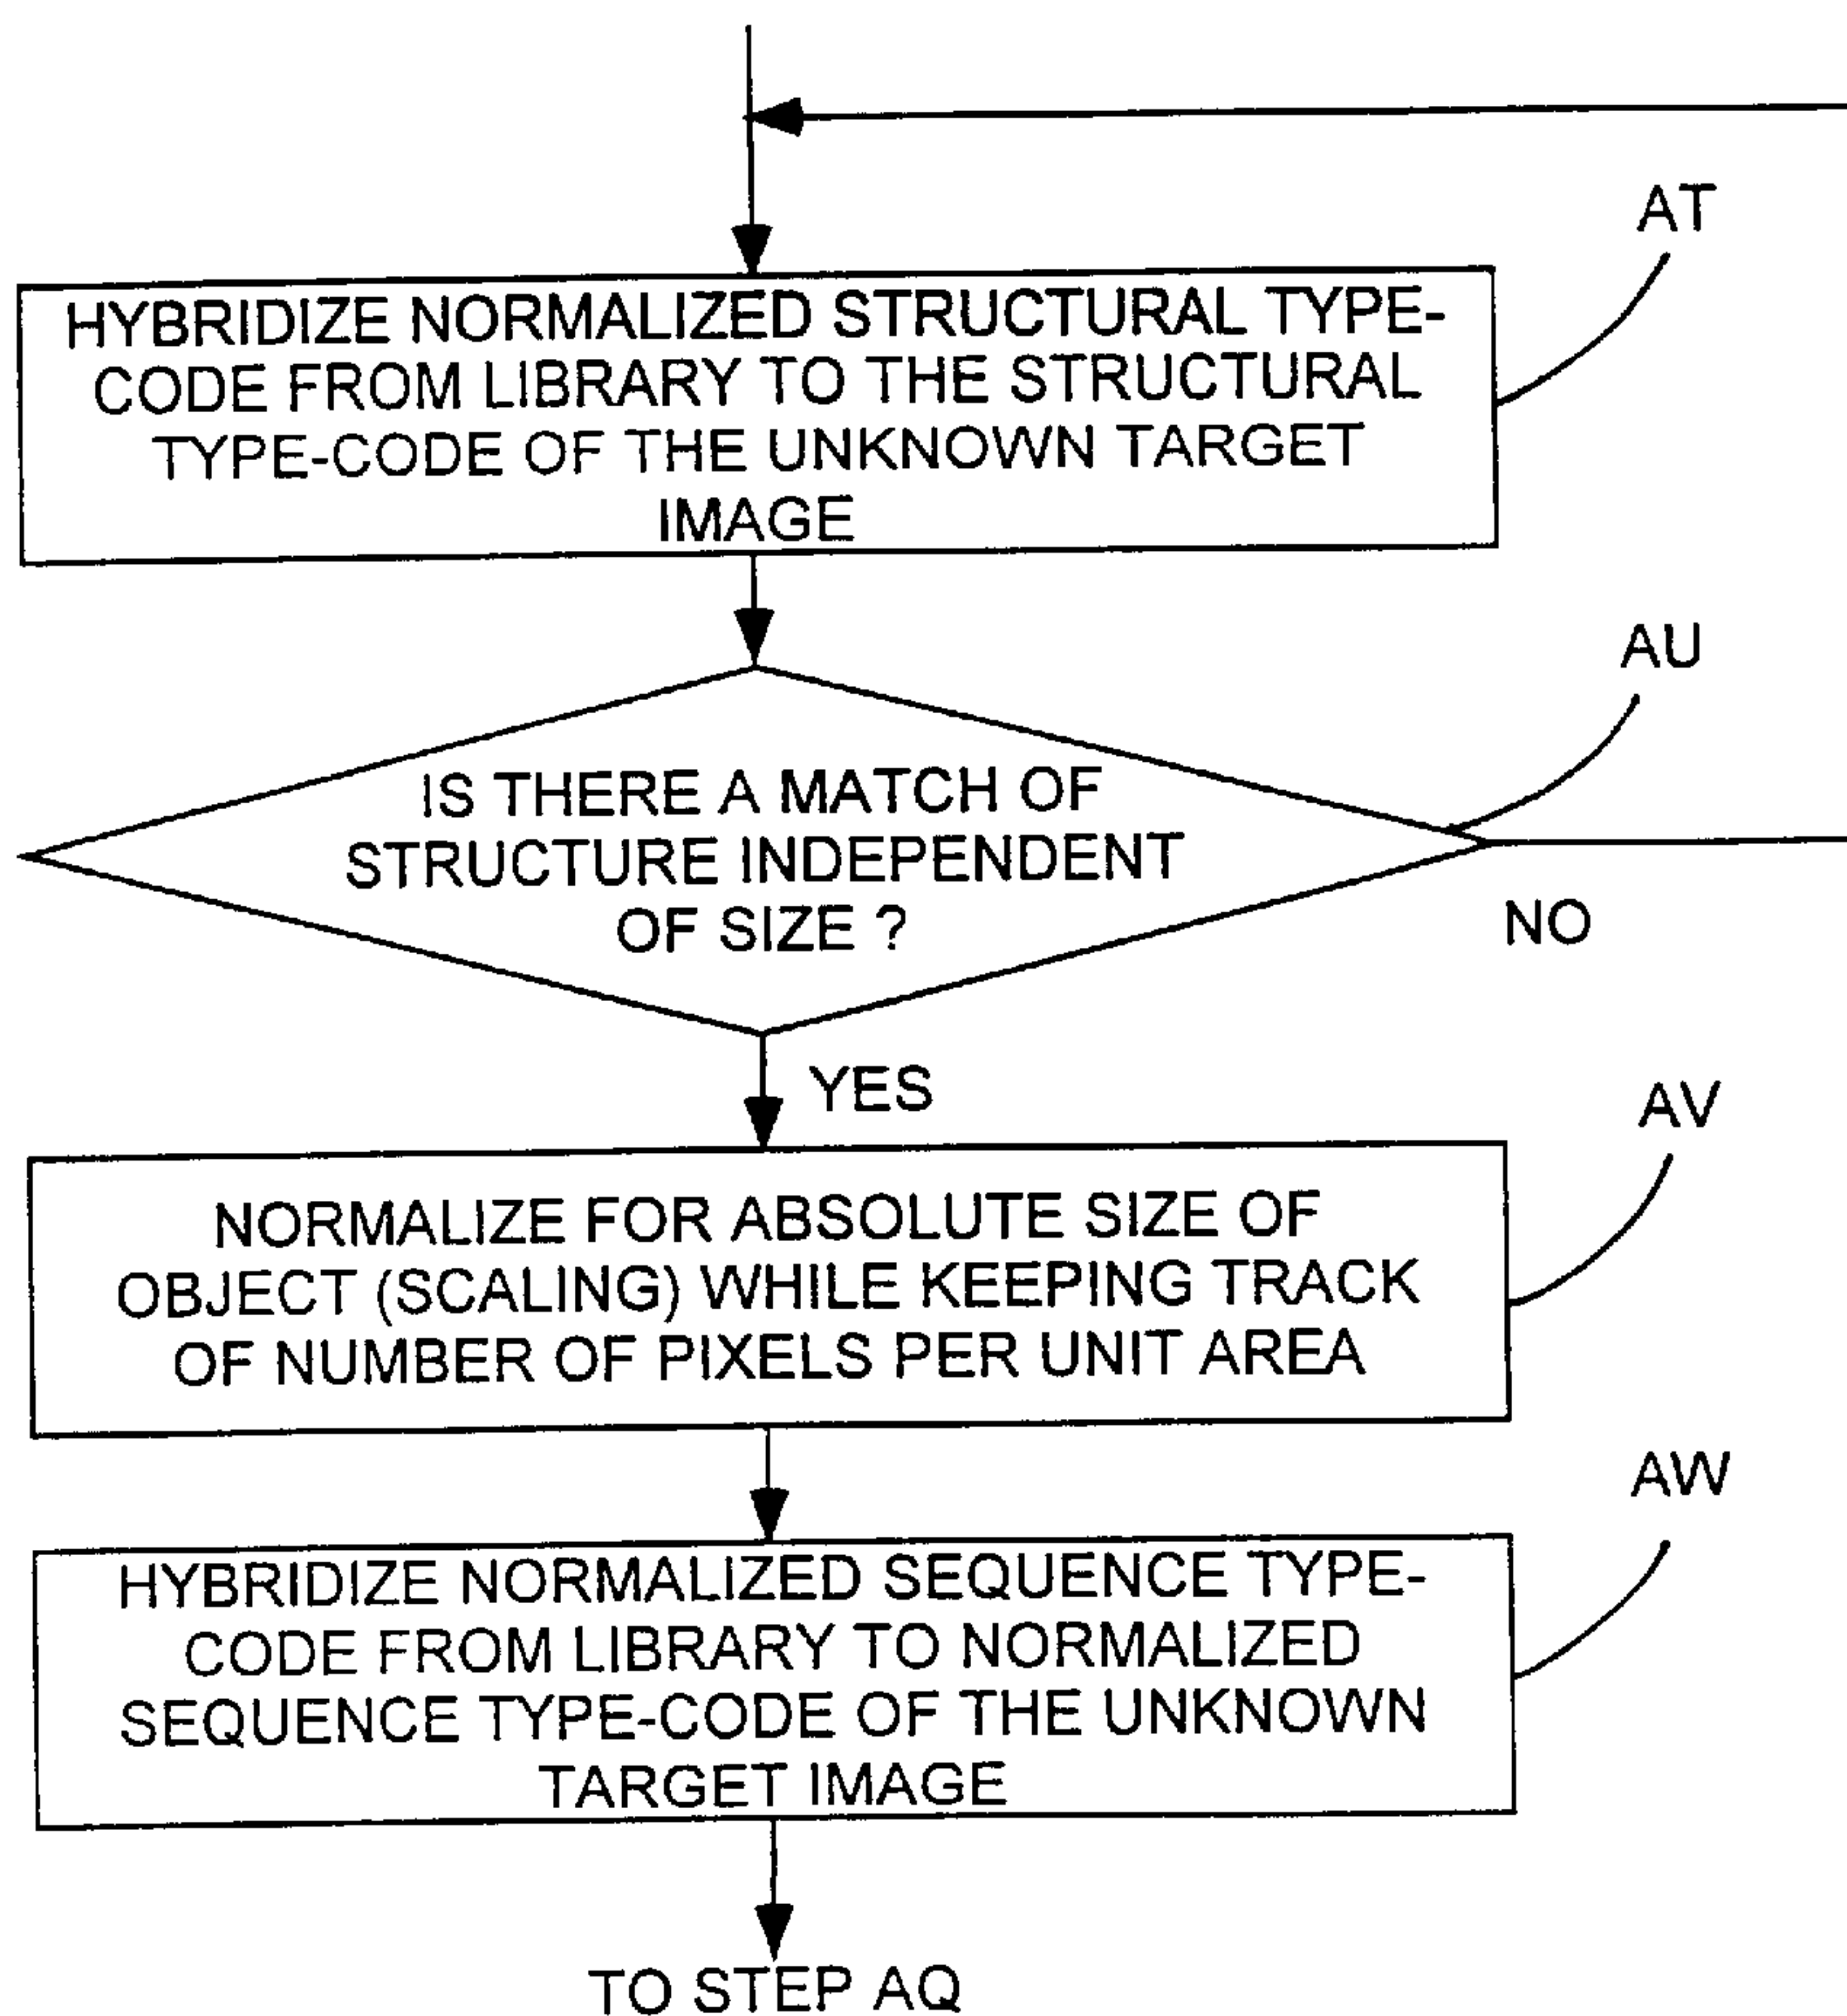 AT
HYBRIDIZE NORMALIZED STRUCTURAL TYPE-
CODE FROM LIBRARY TO THE STRUCTURAL
TYPE-CODE OF THE UNKNOWN TARGET
IMAGE
AU
IS THERE A MATCH OF
STRUCTURE INDEPENDENT
OF SIZE ?
NO
YES
AV
NORMALIZE FOR ABSOLUTE SIZE OF
OBJECT (SCALING) WHILE KEEPING TRACK
OF NUMBER OF PIXELS PER UNIT AREA
AW
HYBRIDIZE NORMALIZED SEQUENCE TYPE-
CODE FROM LIBRARY TO NORMALIZED
SEQUENCE TYPE-CODE OF THE UNKNOWN
TARGET IMAGE
TO STEP AQ